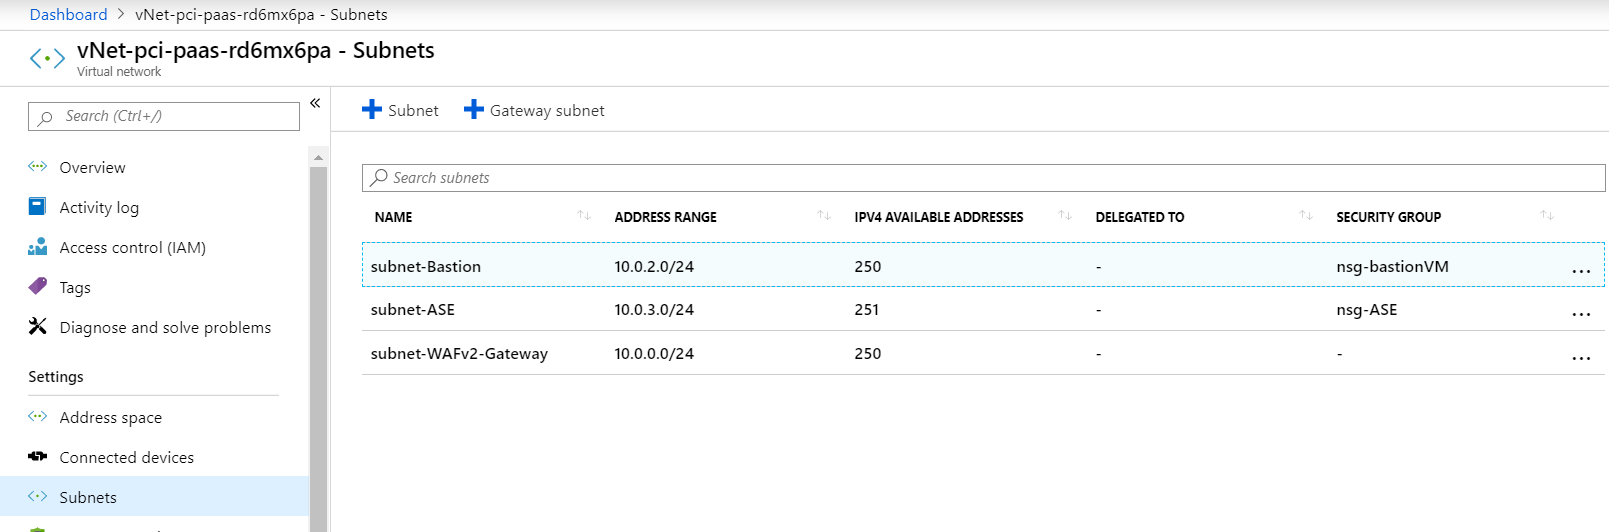 Dashboard > vNet-pci-paas-rd6mx6pa - Subnets
vNet-pci-paas-rd6mx6pa - Subnets
Virtual network
Search (Ctrl+/)
«
Overview
Activity log
Access control (IAM)
Tags
Diagnose and solve problems
Settings
Address space
Connected devices
Subnets
+ Subnet + Gateway subnet
Search subnets
NAME ↑↓ ADDRESS RANGE ↑↓ IPV4 AVAILABLE ADDRESSES ↑↓ DELEGATED TO ↑↓ SECURITY GROUP ↑↓
subnet-Bastion 10.0.2.0/24 250 - nsg-bastionVM ...
subnet-ASE 10.0.3.0/24 251 - nsg-ASE ...
subnet-WAFv2-Gateway 10.0.0.0/24 250 - - ...